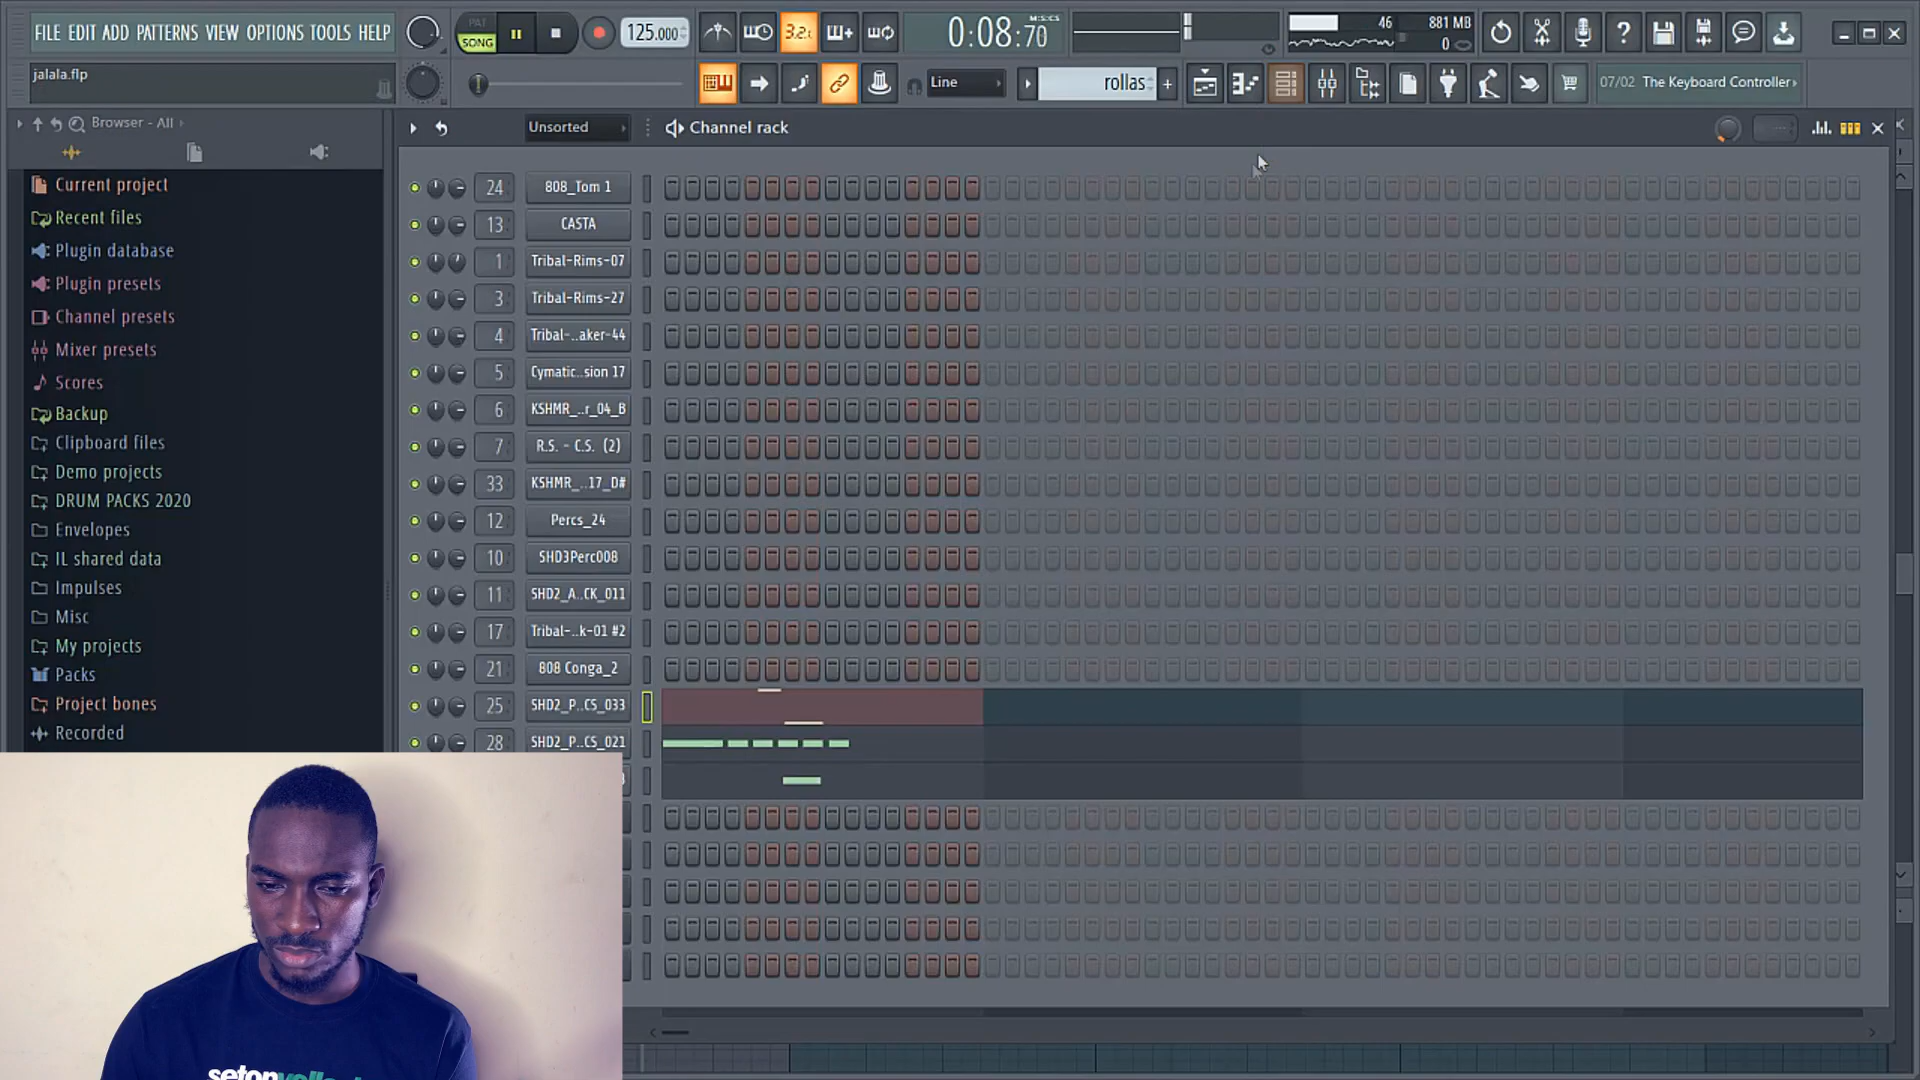 FILE EDIT ADD PATTERNS VIEW OPTIONS TOOLS HELP
PAT
SONG
125.000
3.2.1
0:08:70
M:S:CS
46
881 MB
0
jalala.flp
Line
rollas
07/02 The Keyboard Controller
Browser - All
Unsorted
Channel rack
Current project
Recent files
Plugin database
Plugin presets
Channel presets
Mixer presets
Scores
Backup
Clipboard files
Demo projects
DRUM PACKS 2020
Envelopes
IL shared data
Impulses
Misc
My projects
Packs
Project bones
Recorded
24 808_Tom 1
13 CASTA
1 Tribal-Rims-07
3 Tribal-Rims-27
4 Tribal-..aker-44
5 Cymatic..sion 17
6 KSHMR_..r_04_B
7 R.S. - C.S. (2)
33 KSHMR_..17_D#
12 Percs_24
10 SHD3Perc008
11 SHD2_A..CK_011
17 Tribal-..k-01 #2
21 808 Conga_2
25 SHD2_P..CS_033
28 SHD2_P..CS_021